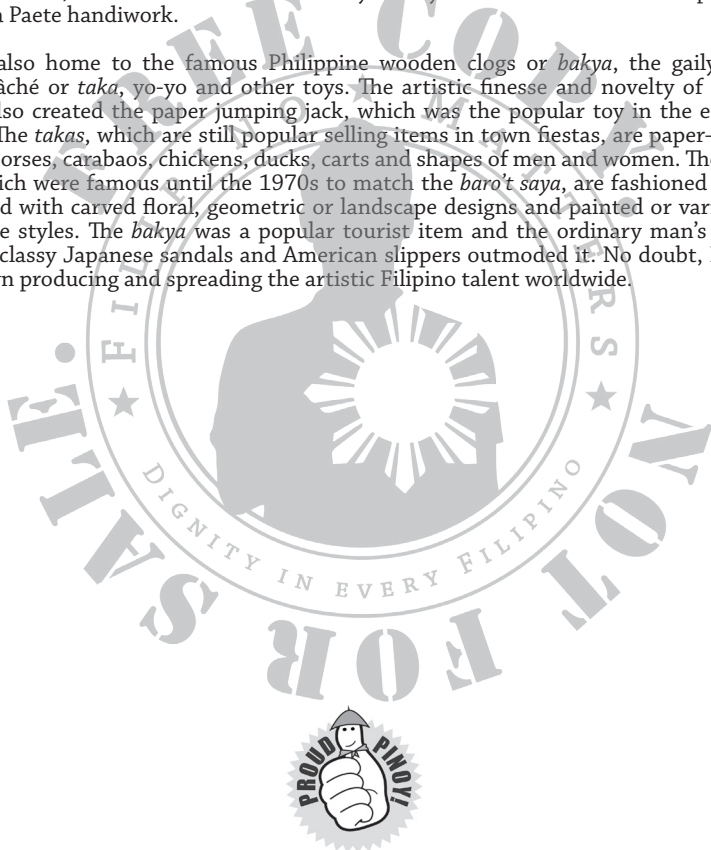 a Paete handiwork.
also home to the famous Philippine wooden clogs or bakya, the gaily
âché or taka, yo-yo and other toys. The artistic finesse and novelty of
lso created the paper jumping jack, which was the popular toy in the e
The takas, which are still popular selling items in town fiestas, are paper-
orses, carabaos, chickens, ducks, carts and shapes of men and women. The
ich were famous until the 1970s to match the baro't saya, are fashioned
d with carved floral, geometric or landscape designs and painted or var
e styles. The bakya was a popular tourist item and the ordinary man's
classy Japanese sandals and American slippers outmoded it. No doubt,
n producing and spreading the artistic Filipino talent worldwide.
FREE COPY.
NOT FOR SALE.
FILIPINO MATTERS
DIGNITY IN EVERY FILIPINO
PROUD PINOY!